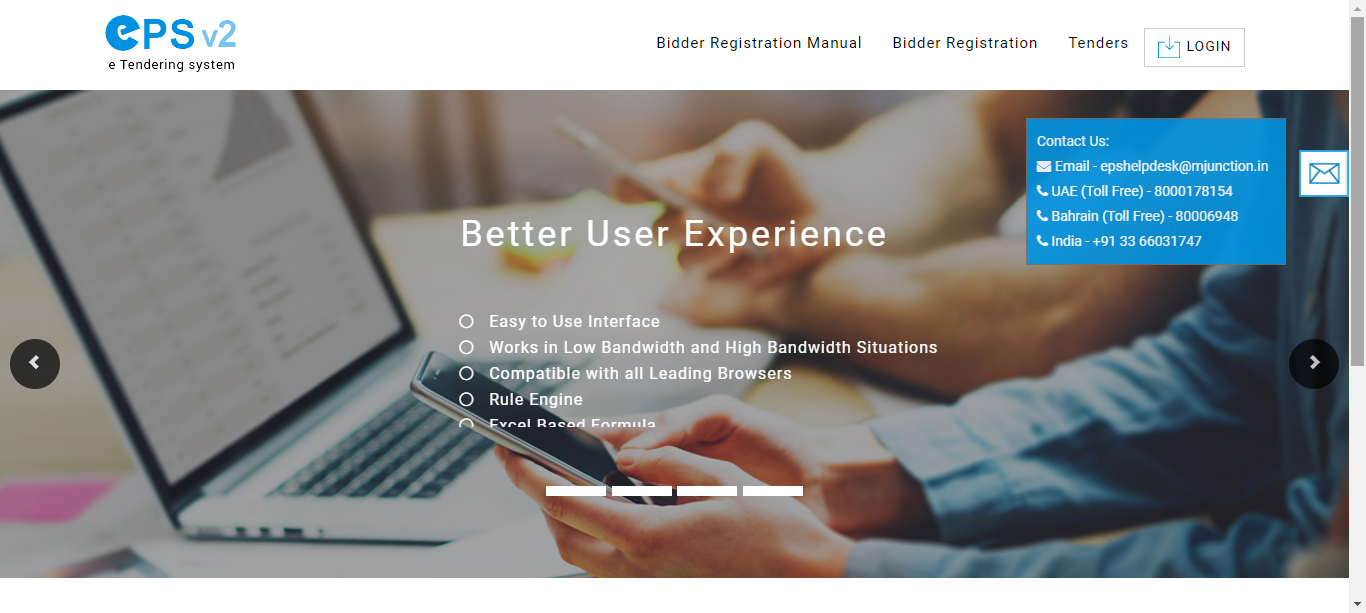 ePS v2
e Tendering system
Bidder Registration Manual
Bidder Registration
Tenders
LOGIN
Contact Us:
Email - epshelpdesk@mjunction.in
UAE (Toll Free) - 8000178154
Bahrain (Toll Free) - 80006948
India - +91 33 66031747
Better User Experience
Easy to Use Interface
Works in Low Bandwidth and High Bandwidth Situations
Compatible with all Leading Browsers
Rule Engine
Excel Based Formula